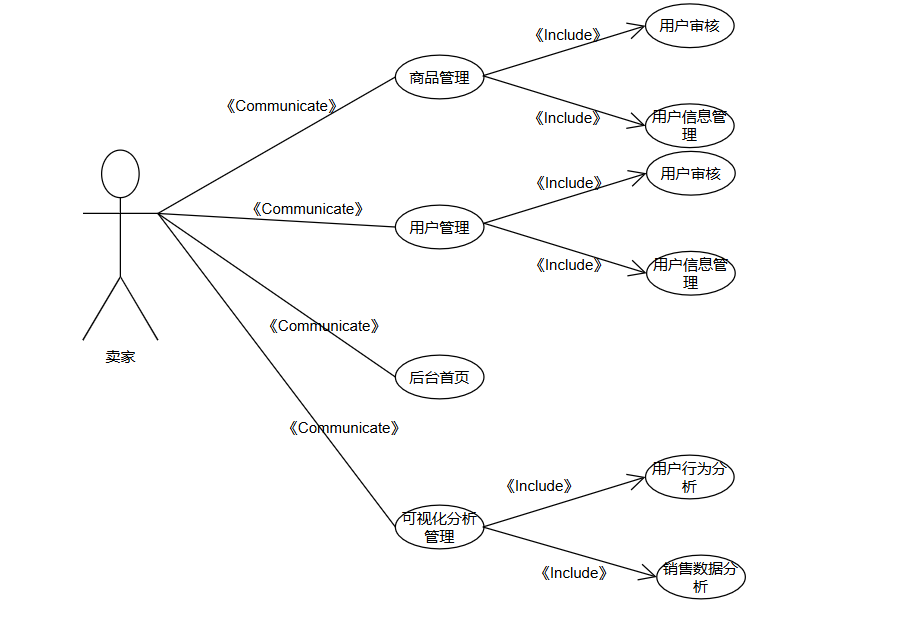 《Include》
用户审核
商品管理
《Communicate》
《Include》
用户信息管
理
用户审核
《Include》
《Communicate》
用户管理
《Include》
用户信息管
理
《Communicate》
卖家
后台首页
《Communicate》
用户行为分
析
《Include》
可视化分析
管理
《Include》
销售数据分
析